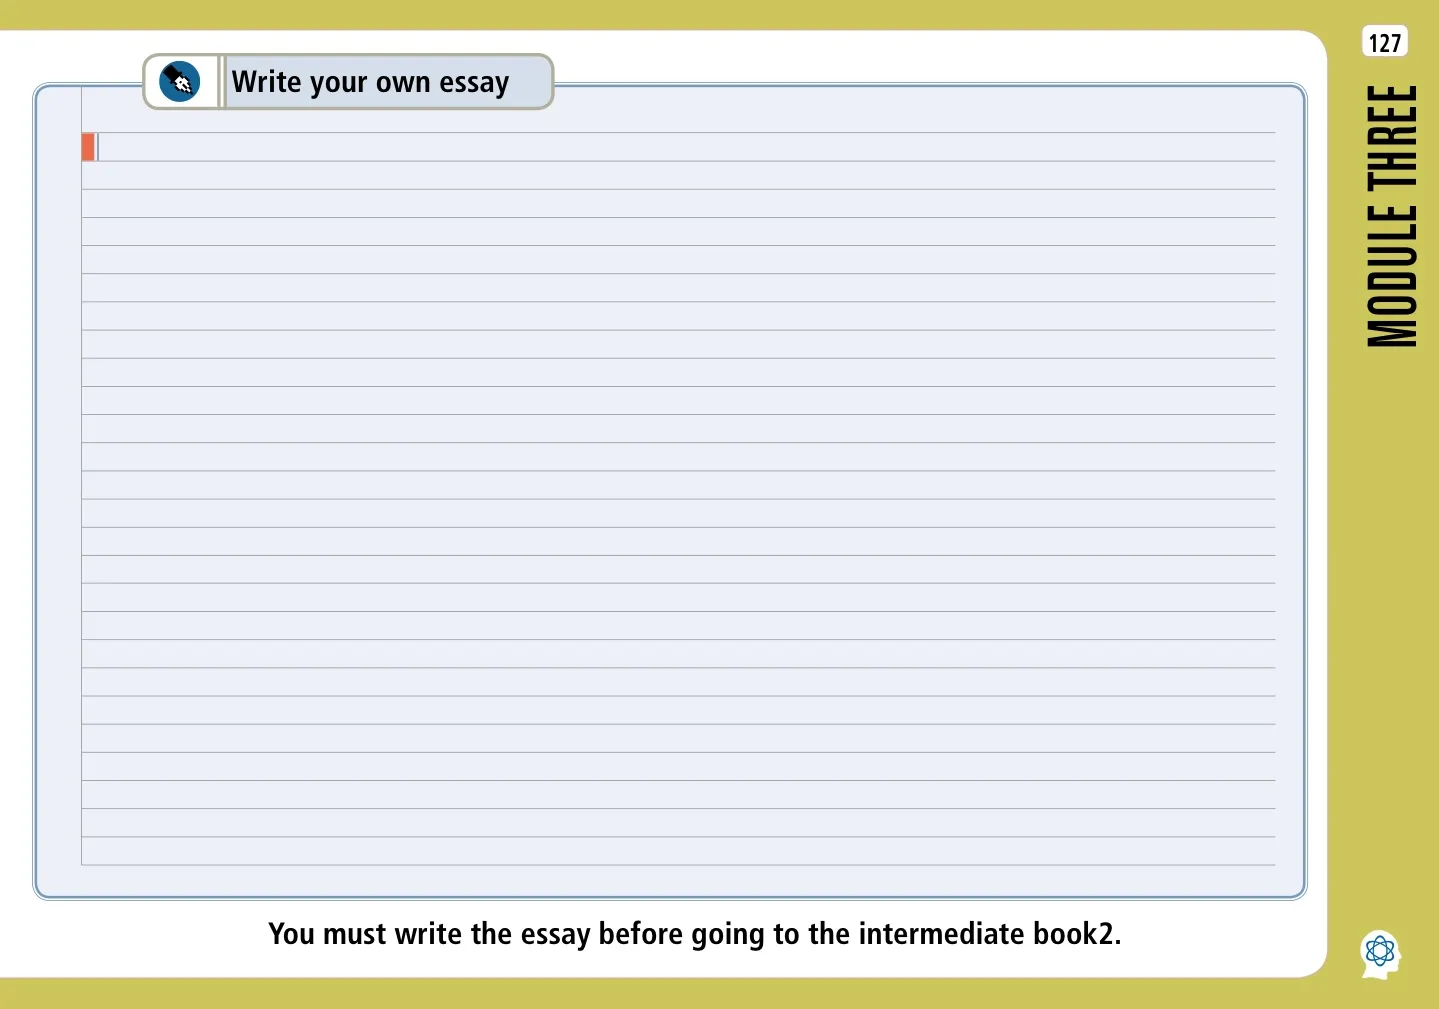 127
Write your own essay
MODULE THREE
You must write the essay before going to the intermediate book2.